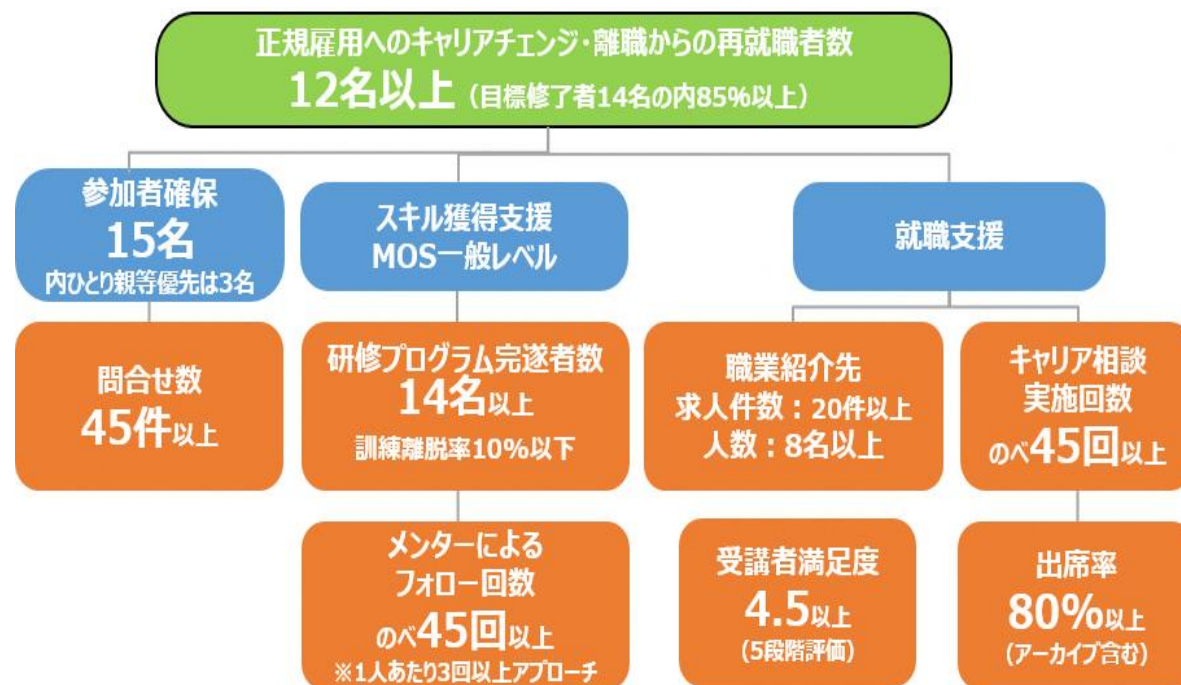 正規雇用へのキャリアチェンジ・離職からの再就職者数
12名以上（目標修了者14名の内85%以上）
参加者確保
15名
内ひとり親等優先は3名
スキル獲得支援
MOS一般レベル
就職支援
問合せ数
45件以上
研修プログラム完遂者数
14名以上
訓練離脱率10%以下
職業紹介先
求人件数：20件以上
人数：8名以上
キャリア相談
実施回数
のべ45回以上
メンターによる
フォロー回数
のべ45回以上
※1人あたり3回以上アプローチ
受講者満足度
4.5以上
(5段階評価)
出席率
80%以上
(アーカイブ含む)